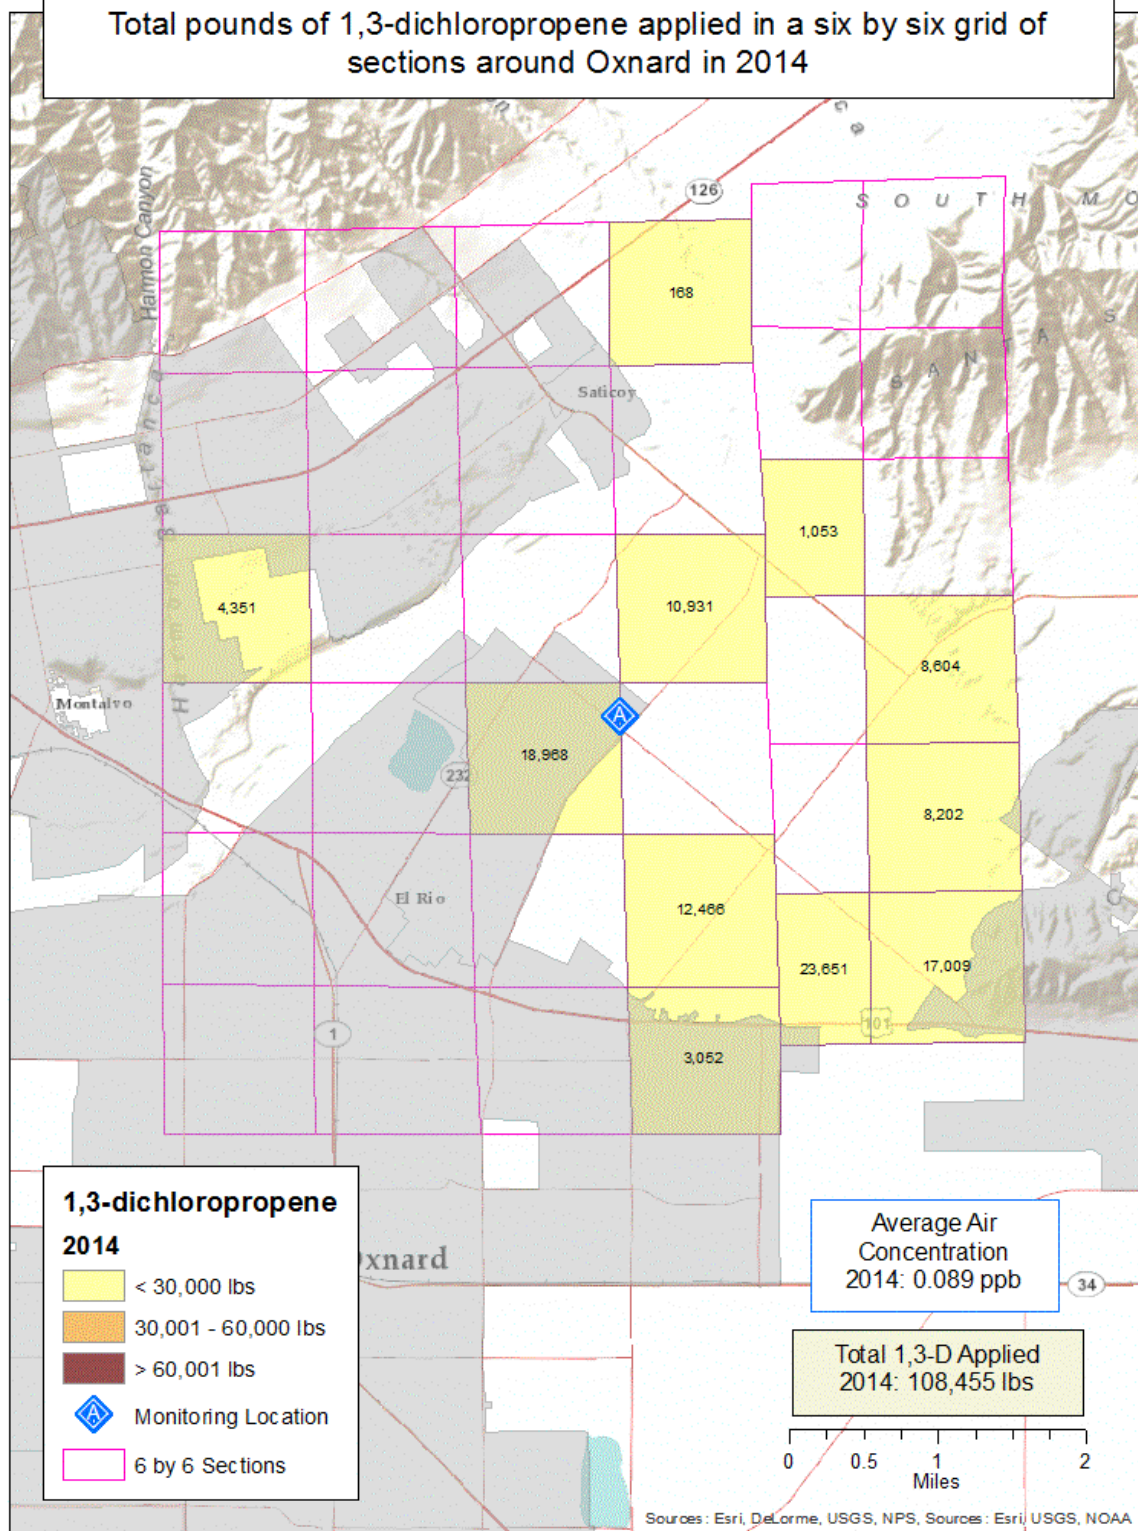 Total pounds of 1,3-dichloropropene applied in a six by six grid of
sections around Oxnard in 2014
126
SOUTH MO
Harmon Canyon
168
SANTA S
Saticoy
Barranca
1,053
4,351
10,931
Harmon
8,604
Montalvo
A
18,968
232
8,202
El Rio
12,466
23,651
17,009
C
101
1
3,052
1,3-dichloropropene
2014
< 30,000 lbs
30,001 - 60,000 lbs
> 60,001 lbs
A Monitoring Location
6 by 6 Sections
Oxnard
Average Air
Concentration
2014: 0.089 ppb
34
Total 1,3-D Applied
2014: 108,455 lbs
0 0.5 1 2
Miles
Sources: Esri, DeLorme, USGS, NPS, Sources: Esri, USGS, NOAA